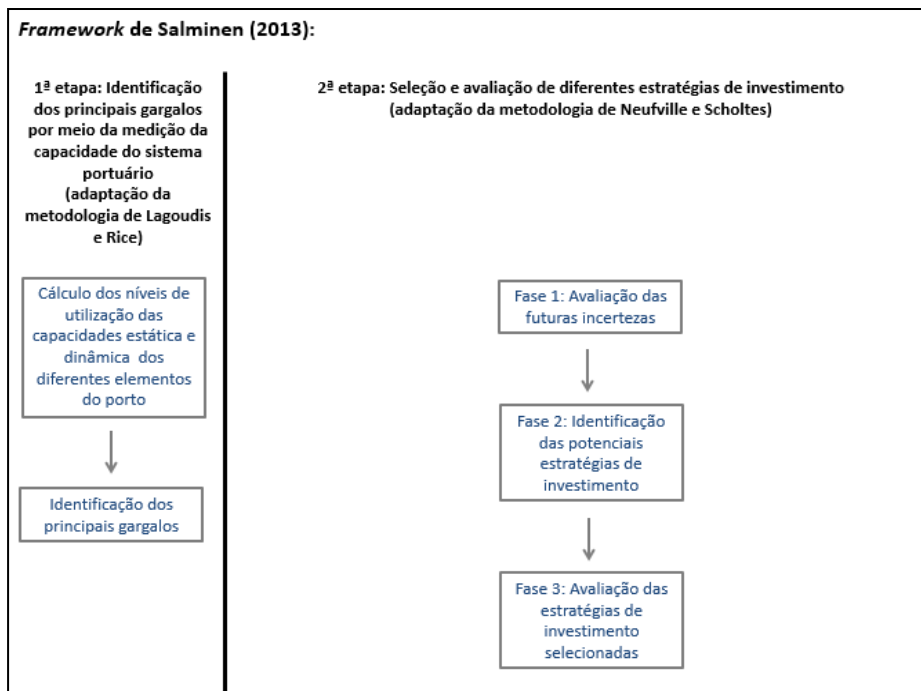 Framework de Salminen (2013):
1ª etapa: Identificação
dos principais gargalos
por meio da medição da
capacidade do sistema
portuário
(adaptação da
metodologia de Lagoudis
e Rice)
Cálculo dos níveis de
utilização das
capacidades estática e
dinâmica dos
diferentes elementos
do porto
Identificação dos
principais gargalos
2ª etapa: Seleção e avaliação de diferentes estratégias de investimento
(adaptação da metodologia de Neufville e Scholtes)
Fase 1: Avaliação das
futuras incertezas
Fase 2: Identificação
das potenciais
estratégias de
investimento
Fase 3: Avaliação das
estratégias de
investimento
selecionadas